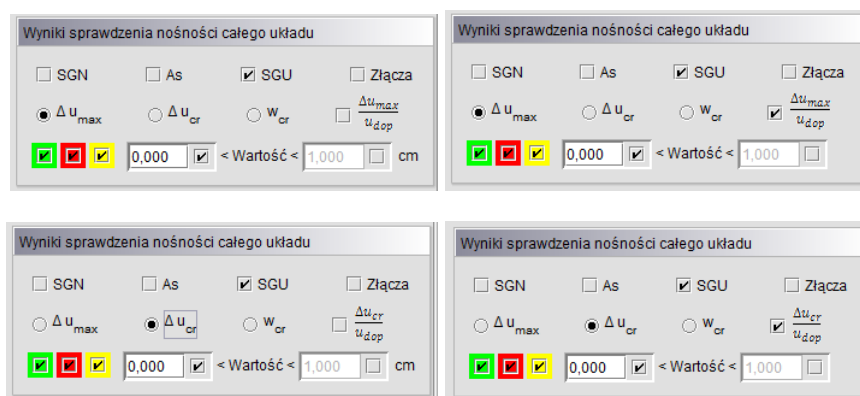 Wyniki sprawdzenia nośności całego układu
SGN As SGU Złącza
Δ u max Δ u cr w cr Δu max / u dop
0,000 < Wartość < 1,000 cm
Wyniki sprawdzenia nośności całego układu
SGN As SGU Złącza
Δ u max Δ u cr w cr Δu max / u dop
0,000 < Wartość < 1,000
Wyniki sprawdzenia nośności całego układu
SGN As SGU Złącza
Δ u max Δ u cr w cr Δu cr / u dop
0,000 < Wartość < 1,000 cm
Wyniki sprawdzenia nośności całego układu
SGN As SGU Złącza
Δ u max Δ u cr w cr Δu cr / u dop
0,000 < Wartość < 1,000